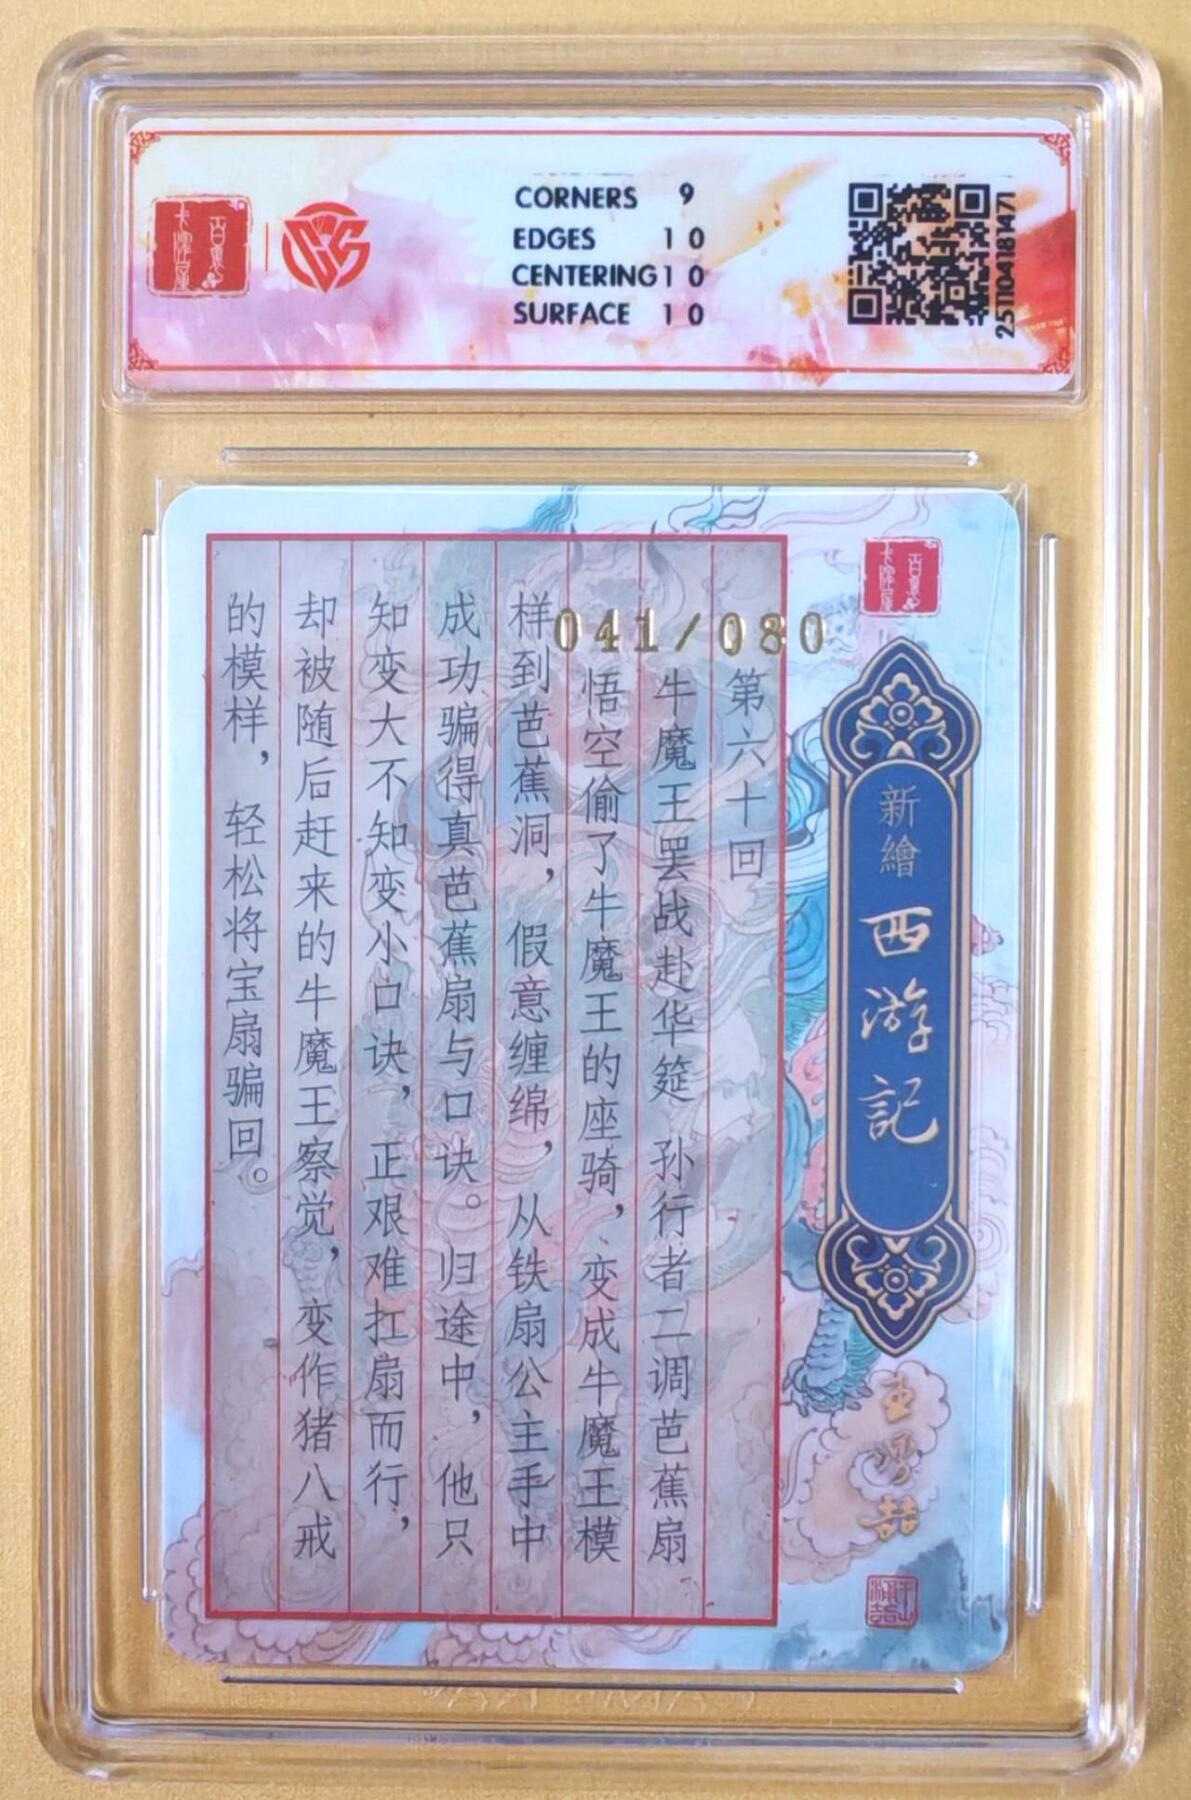 CORNERS 9
EDGES 10
CENTERING 10
SURFACE 10
251104181471
041/080
新繪
西游記
第六十回
牛魔王罢战赴华筵 孙行者二调芭蕉扇
悟空偷了牛魔王的座骑，变成牛魔王模
样到芭蕉洞，假意缠绵，从铁扇公主手中
成功骗得真芭蕉扇与口诀。归途中，他只
知变大不知变小口诀，正艰难扛扇而行，
却被随后赶来的牛魔王察觉，变作猪八戒
的模样，轻松将宝扇骗回。